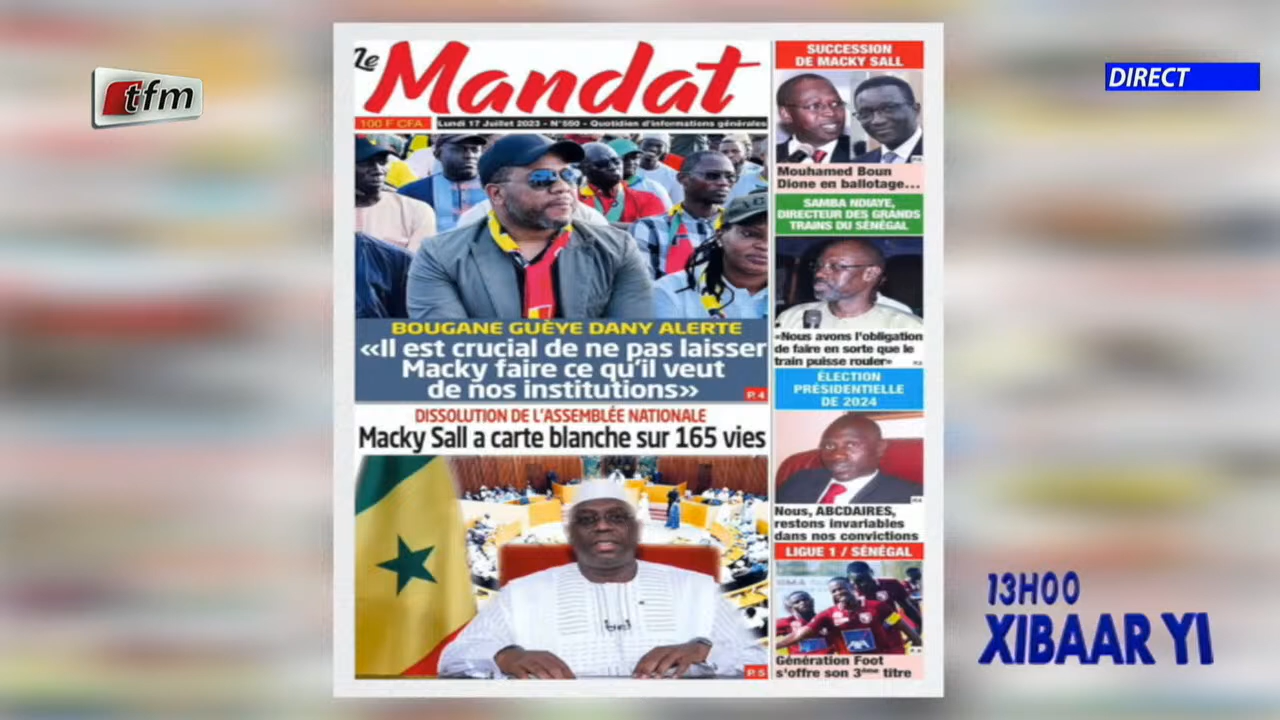 tfm
DIRECT
Le Mandat
100 F CFA
Lundi 17 Juillet 2023 - N°550 - Quotidien d'informations générales
BOUGANE GUÈYE DANY ALERTE
«Il est crucial de ne pas laisser
Macky faire ce qu'il veut
de nos institutions»
P. 4
DISSOLUTION DE L'ASSEMBLÉE NATIONALE
Macky Sall a carte blanche sur 165 vies
P. 5
SUCCESSION
DE MACKY SALL
Mouhamed Boun
Dione en ballotage...
SAMBA NDIAYE,
DIRECTEUR DES GRANDS
TRAINS DU SÉNÉGAL
«Nous avons l'obligation
de faire en sorte que le
train puisse rouler»
ÉLECTION
PRÉSIDENTIELLE
DE 2024
Nous, ABCDAIRES,
restons invariables
dans nos convictions
LIGUE 1 / SÉNÉGAL
AXA
Génération Foot
s'offre son 3ème titre
13H00
XIBAAR YI